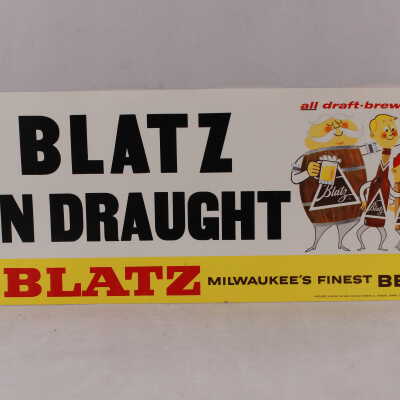 all draft-brew
BLATZ
N DRAUGHT
Blatz
Blatz
BLATZ MILWAUKEE'S FINEST BE